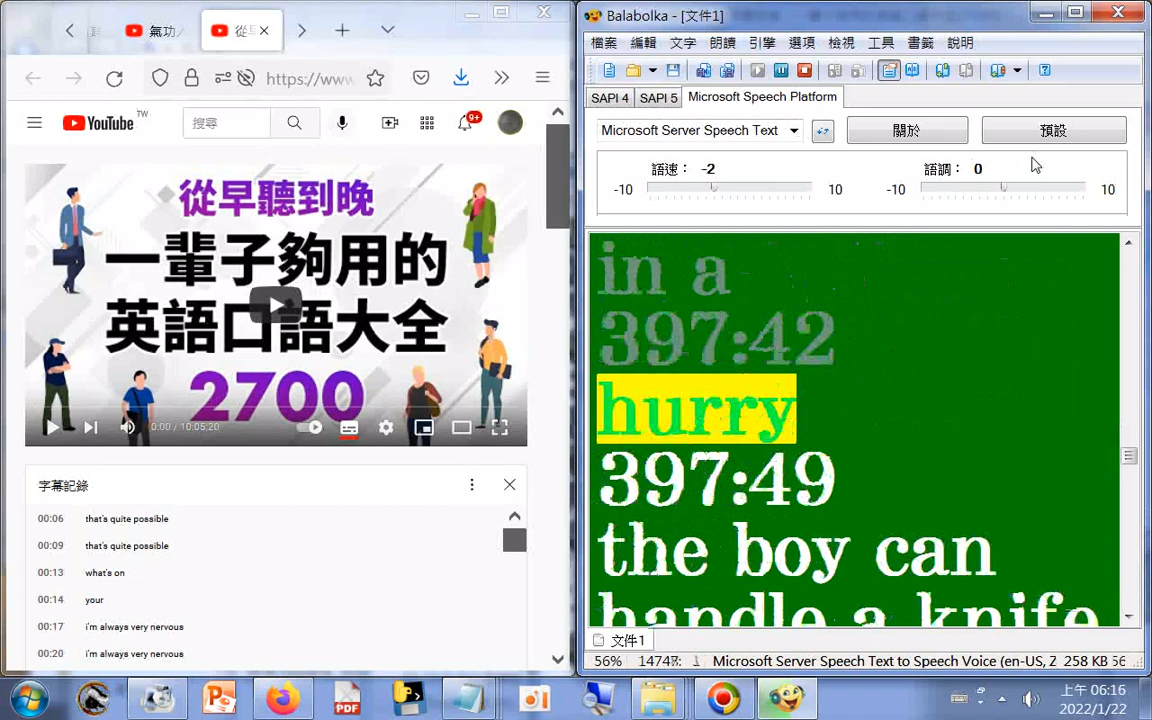 氣功
從
https://www
YouTube TW
搜尋
9+
從早聽到晚
一輩子夠用的
英語口語大全
2700
0:00 / 10:05:20
字幕記錄
00:06 that's quite possible
00:09 that's quite possible
00:13 what's on
00:14 your
00:17 i'm always very nervous
00:20 i'm always very nervous
Balabolka - [文件1]
檔案 編輯 文字 朗讀 引擎 選項 檢視 工具 書籤 說明
SAPI 4 SAPI 5 Microsoft Speech Platform
Microsoft Server Speech Text 關於 預設
語速： -2 語調： 0
-10 10 -10 10
in a
397:42
hurry
397:49
the boy can
handle a knife
文件1
56% Microsoft Server Speech Text to Speech Voice (en-US, Z 258 KB
PDF
上午 06:16
2022/1/22